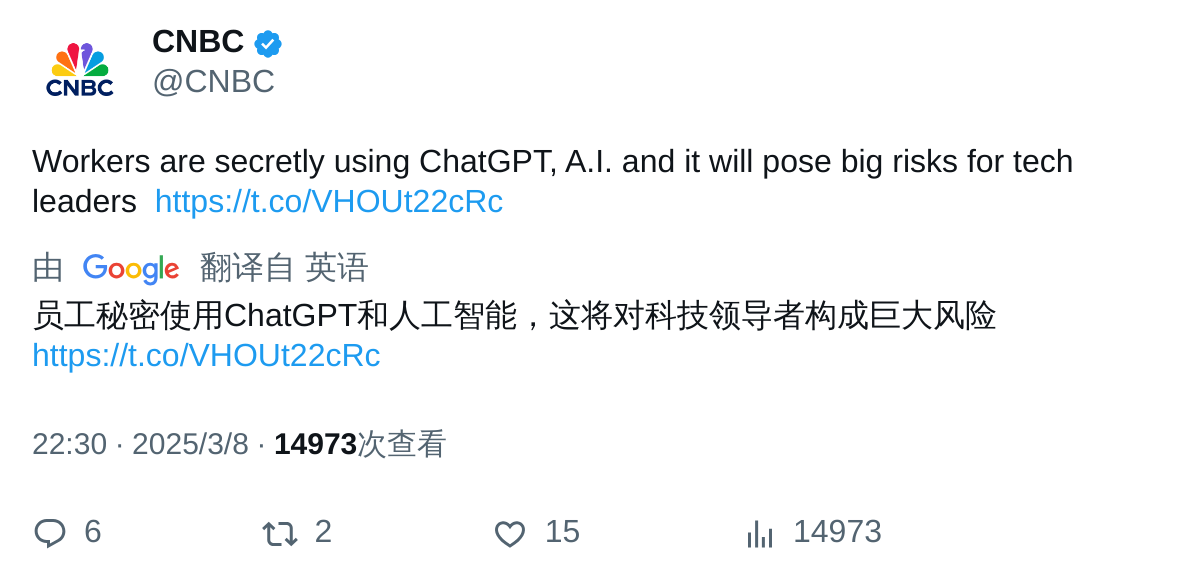 CNBC
CNBC
@CNBC
Workers are secretly using ChatGPT, A.I. and it will pose big risks for tech
leaders https://t.co/VHOUt22cRc
由 Google 翻译自 英语
员工秘密使用ChatGPT和人工智能，这将对科技领导者构成巨大风险
https://t.co/VHOUt22cRc
22:30 · 2025/3/8 · 14973次查看
6 2 15 14973